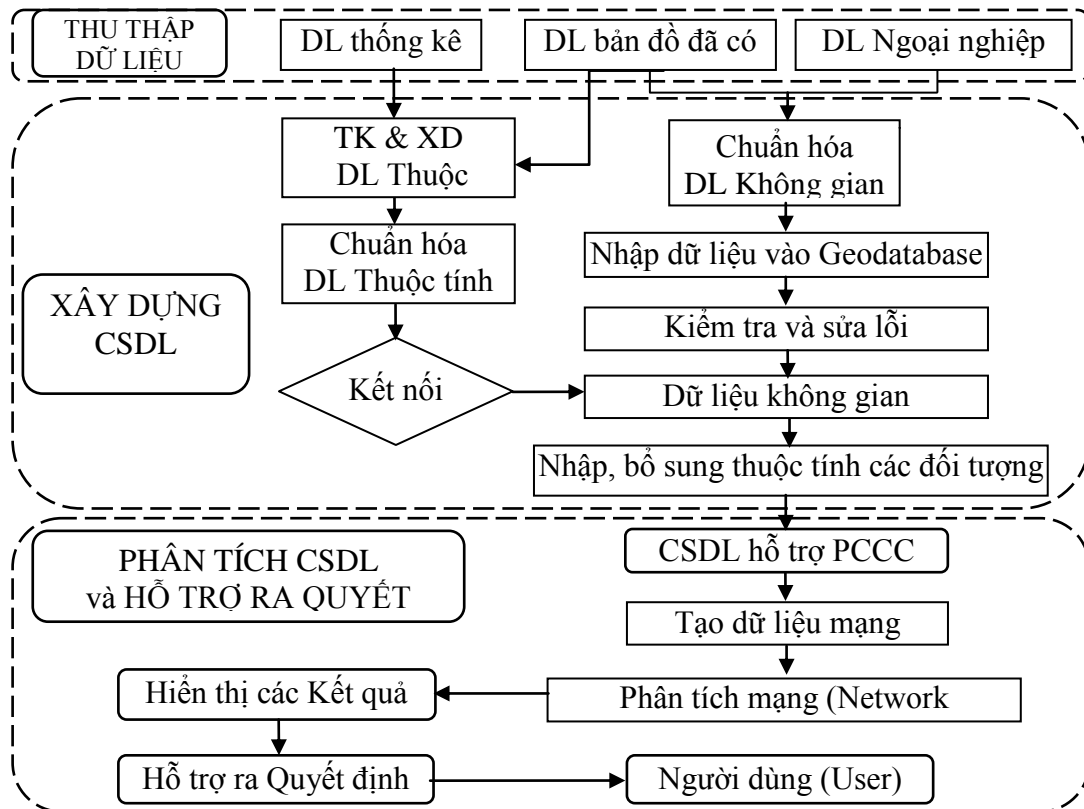 THU THẬP
DỮ LIỆU
DL thống kê
DL bản đồ đã có
DL Ngoại nghiệp
TK & XD
DL Thuộc
Chuẩn hóa
DL Không gian
Chuẩn hóa
DL Thuộc tính
Nhập dữ liệu vào Geodatabase
XÂY DỰNG
CSDL
Kiểm tra và sửa lỗi
Kết nối
Dữ liệu không gian
Nhập, bổ sung thuộc tính các đối tượng
PHÂN TÍCH CSDL
và HỖ TRỢ RA QUYẾT
CSDL hỗ trợ PCCC
Tạo dữ liệu mạng
Hiển thị các Kết quả
Phân tích mạng (Network
Hỗ trợ ra Quyết định
Người dùng (User)